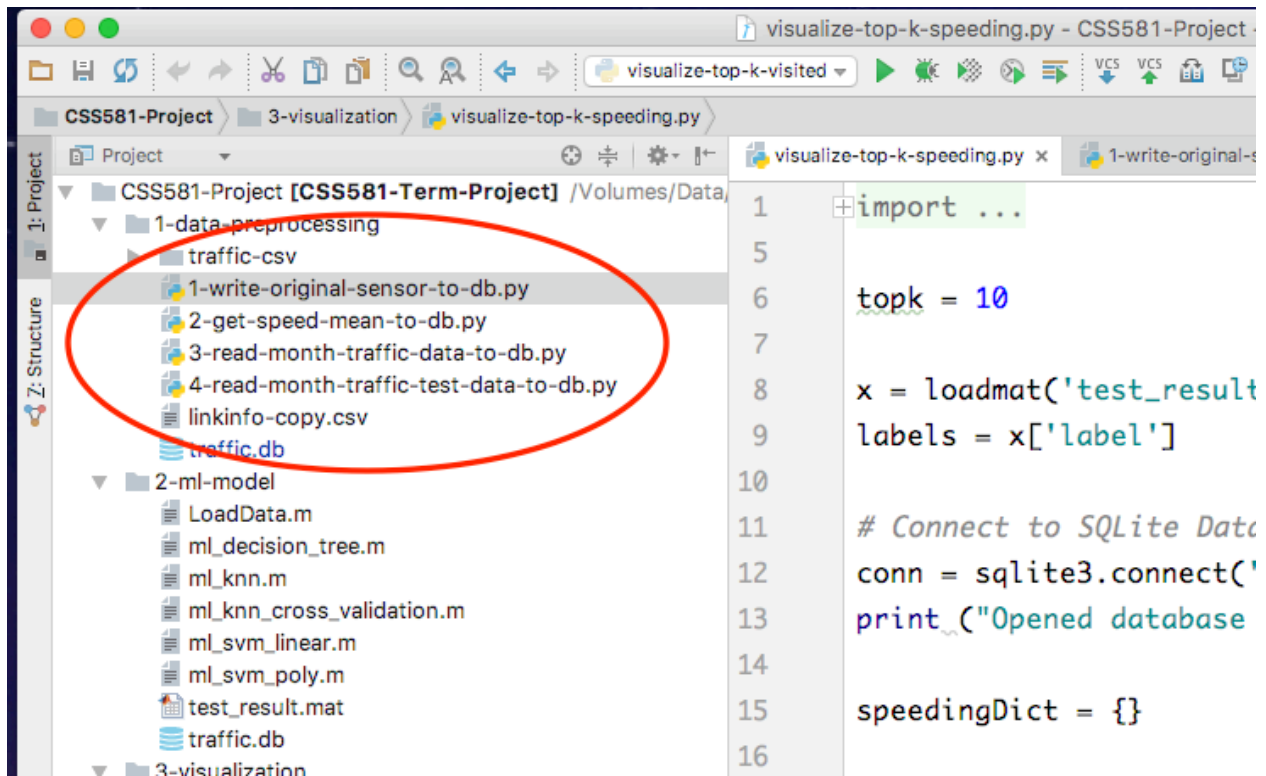 visualize-top-k-speeding.py - CSS581-Project -
visualize-top-k-visited
VCS VCS
CSS581-Project 3-visualization visualize-top-k-speeding.py
Project
visualize-top-k-speeding.py × 1-write-original-s
1: Project
Z: Structure
CSS581-Project [CSS581-Term-Project] /Volumes/Data/
1-data-preprocessing
traffic-csv
1-write-original-sensor-to-db.py
2-get-speed-mean-to-db.py
3-read-month-traffic-data-to-db.py
4-read-month-traffic-test-data-to-db.py
linkinfo-copy.csv
traffic.db
2-ml-model
LoadData.m
ml_decision_tree.m
ml_knn.m
ml_knn_cross_validation.m
ml_svm_linear.m
ml_svm_poly.m
test_result.mat
traffic.db
3-visualization
1 import ...
5
6 topk = 10
7
8 x = loadmat('test_result
9 labels = x['label']
10
11 # Connect to SQLite Data
12 conn = sqlite3.connect('
13 print ("Opened database
14
15 speedingDict = {}
16